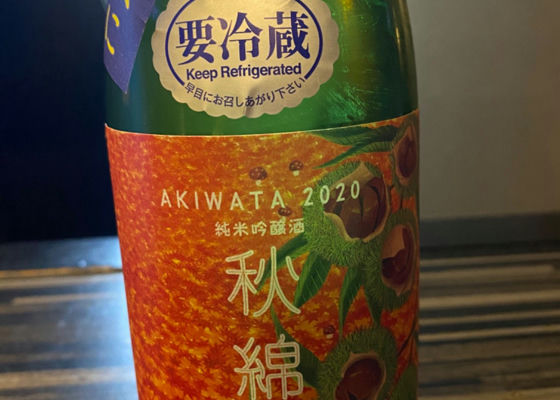 要冷蔵
Keep Refrigerated
早目にお召しあがり下さい
AKIWATA 2020
純米吟醸酒
秋
綿